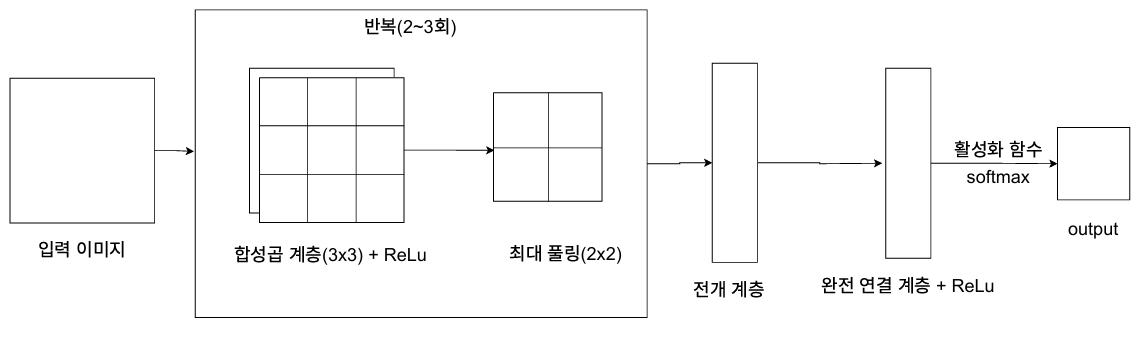 반복(2~3회)
입력 이미지
합성곱 계층(3x3) + ReLu
최대 풀링(2x2)
전개 계층
완전 연결 계층 + ReLu
활성화 함수
softmax
output